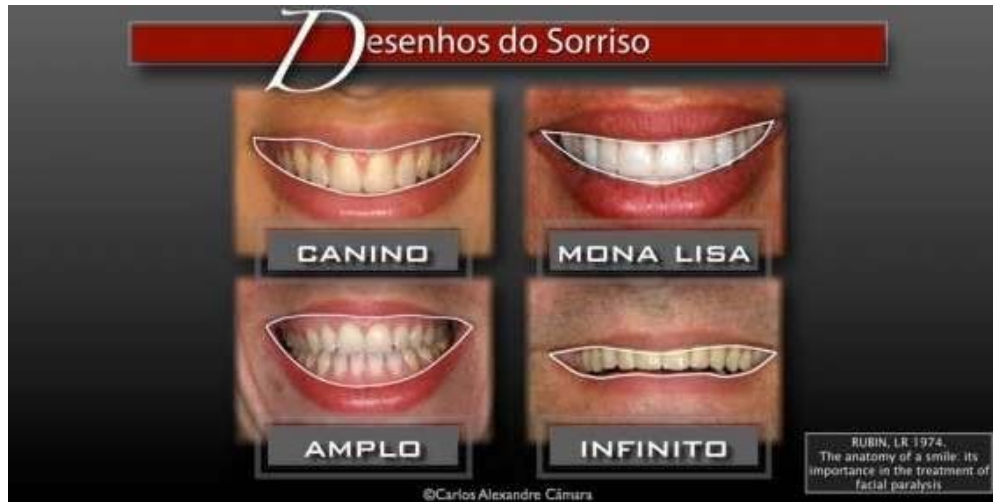 Desenhos do Sorriso
CANINO
MONA LISA
AMPLO
INFINITO
RUBIN, LR 1974.
The anatomy of a smile: its
importance in the treatment of
facial paralysis
©Carlos Alexandre Câmara